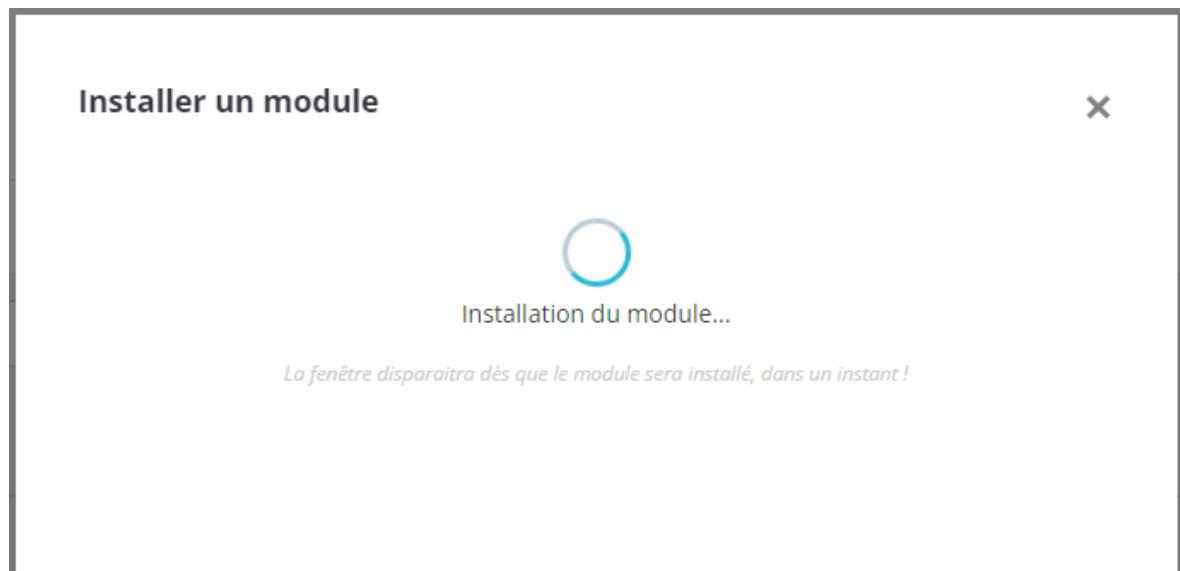 Installer un module
Installation du module...
La fenêtre disparaitra dès que le module sera installé, dans un instant !